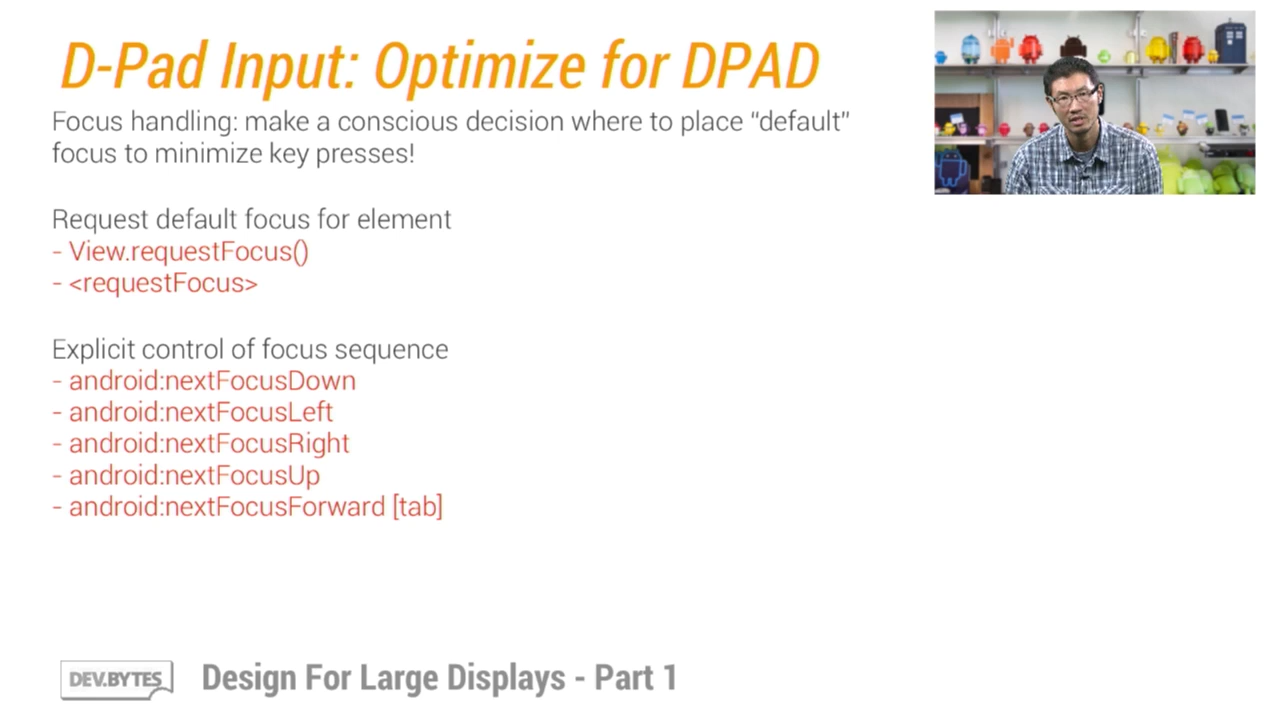 D-Pad Input: Optimize for DPAD
Focus handling: make a conscious decision where to place “default”
focus to minimize key presses!
Request default focus for element
- View.requestFocus()
- <requestFocus>
Explicit control of focus sequence
- android:nextFocusDown
- android:nextFocusLeft
- android:nextFocusRight
- android:nextFocusUp
- android:nextFocusForward [tab]
DEV.BYTES
Design For Large Displays - Part 1